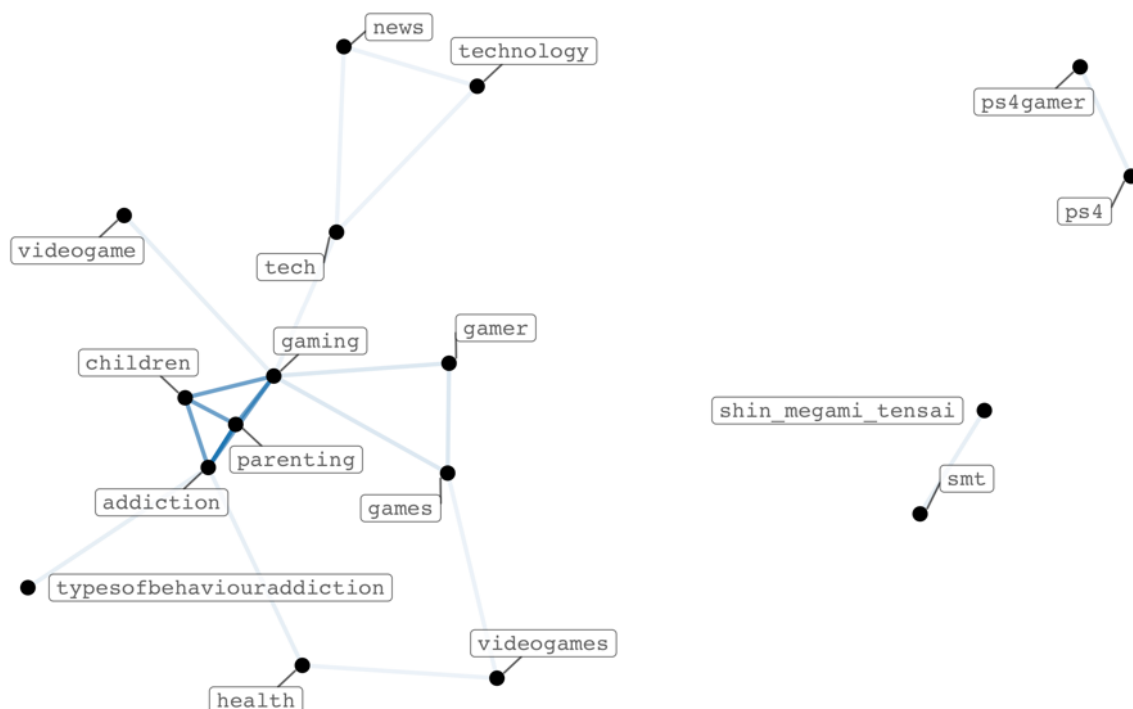 news
technology
ps4gamer
ps4
videogame
tech
gamer
gaming
children
shin_megami_tensai
parenting
smt
addiction
games
typesofbehaviouraddiction
videogames
health